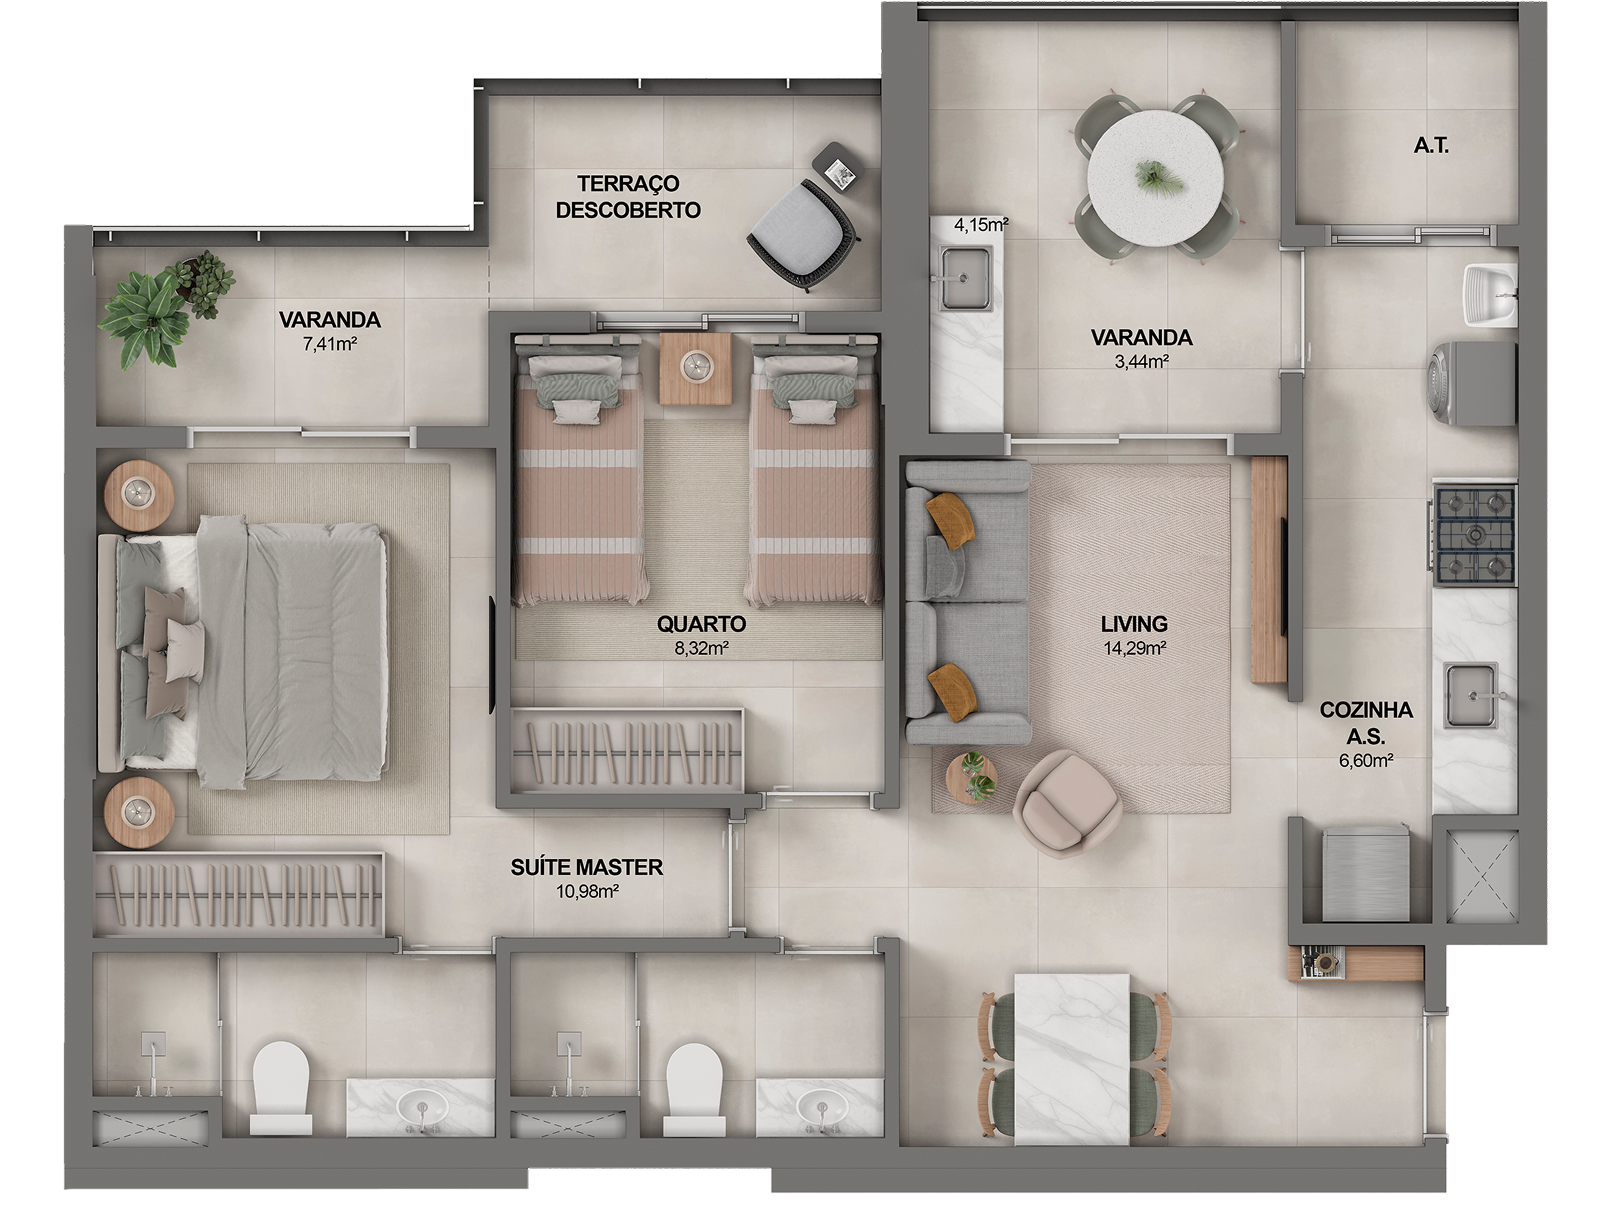 A.T.
TERRAÇO
DESCOBERTO
4,15m²
VARANDA
7,41m²
VARANDA
3,44m²
QUARTO
8,32m²
LIVING
14,29m²
COZINHA
A.S.
6,60m²
SUÍTE MASTER
10,98m²